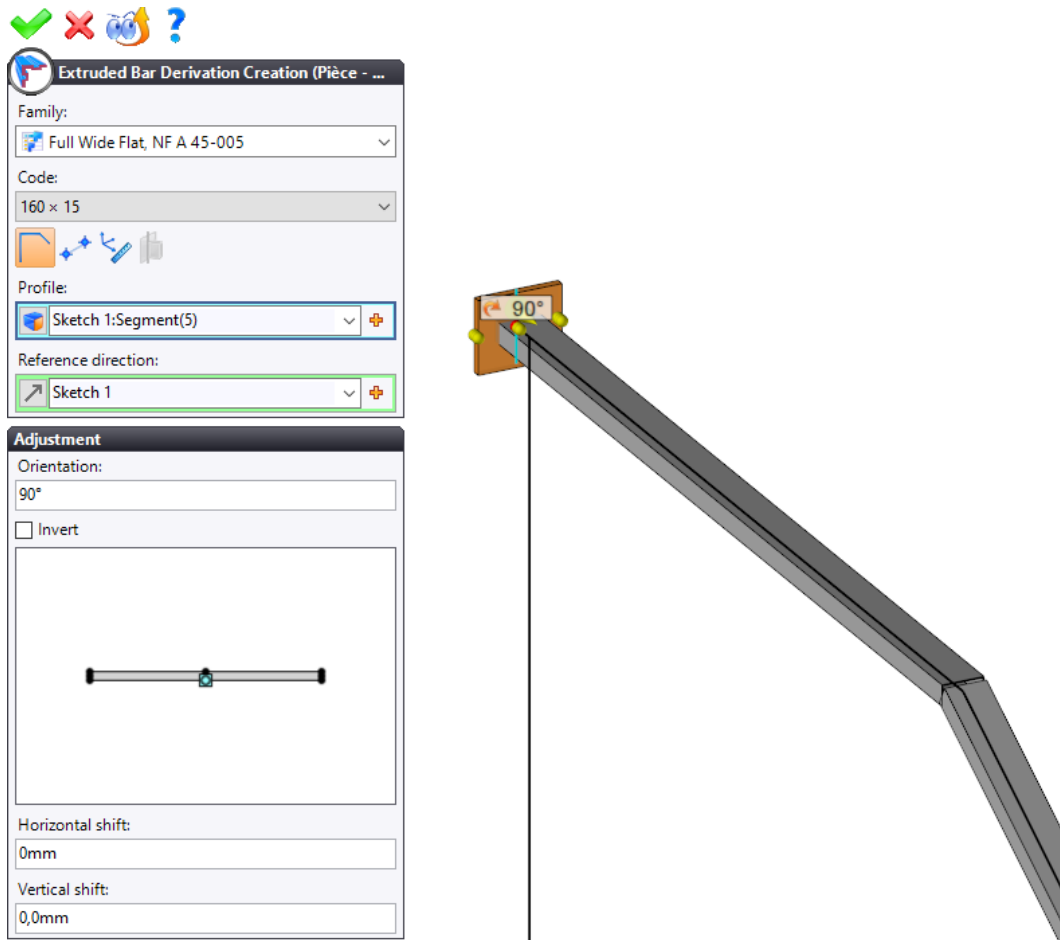 ?
Extruded Bar Derivation Creation (Pièce - ...
Family:
Full Wide Flat, NF A 45-005
Code:
160 × 15
Profile:
Sketch 1:Segment(5)
Reference direction:
Sketch 1
Adjustment
Orientation:
90°
Invert
Horizontal shift:
0mm
Vertical shift:
0,0mm
90°